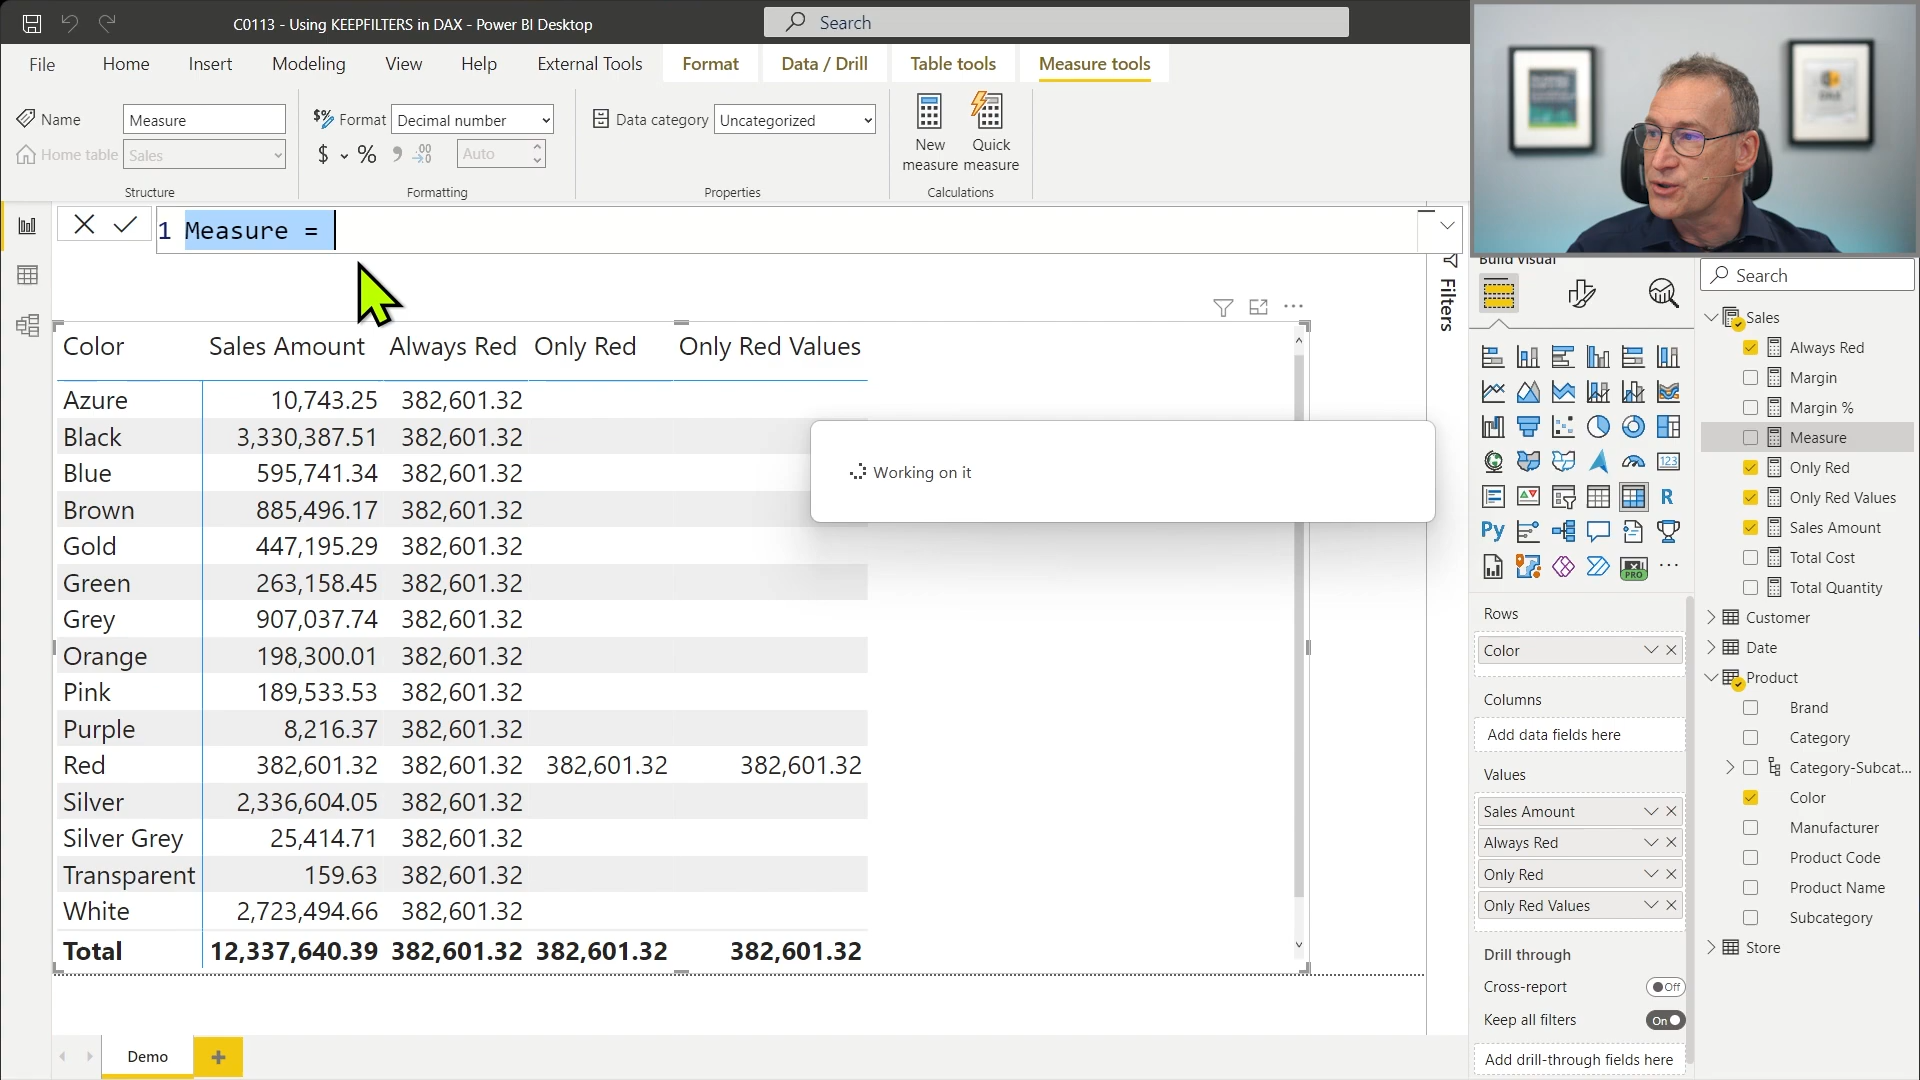 C0113 - Using KEEPFILTERS in DAX - Power BI Desktop
Search
File
Home
Insert
Modeling
View
Help
External Tools
Format
Data / Drill
Table tools
Measure tools
Name
Measure
Home table
Sales
Structure
$% Format
Decimal number
$ % 9 .00
Auto
Formatting
Data category
Uncategorized
Properties
New measure
Quick measure
Calculations
1 Measure =
Filters
Color Sales Amount Always Red Only Red Only Red Values
Azure 10,743.25 382,601.32
Black 3,330,387.51 382,601.32
Blue 595,741.34 382,601.32
Brown 885,496.17 382,601.32
Gold 447,195.29 382,601.32
Green 263,158.45 382,601.32
Grey 907,037.74 382,601.32
Orange 198,300.01 382,601.32
Pink 189,533.53 382,601.32
Purple 8,216.37 382,601.32
Red 382,601.32 382,601.32 382,601.32 382,601.32
Silver 2,336,604.05 382,601.32
Silver Grey 25,414.71 382,601.32
Transparent 159.63 382,601.32
White 2,723,494.66 382,601.32
Total 12,337,640.39 382,601.32 382,601.32 382,601.32
Working on it
Demo
Build visual
123
R
Py
PRO
Rows
Color
Columns
Add data fields here
Values
Sales Amount
Always Red
Only Red
Only Red Values
Drill through
Cross-report
Off
Keep all filters
On
Add drill-through fields here
Search
Sales
Always Red
Margin
Margin %
Measure
Only Red
Only Red Values
Sales Amount
Total Cost
Total Quantity
Customer
Date
Product
Brand
Category
Category-Subcat...
Color
Manufacturer
Product Code
Product Name
Subcategory
Store